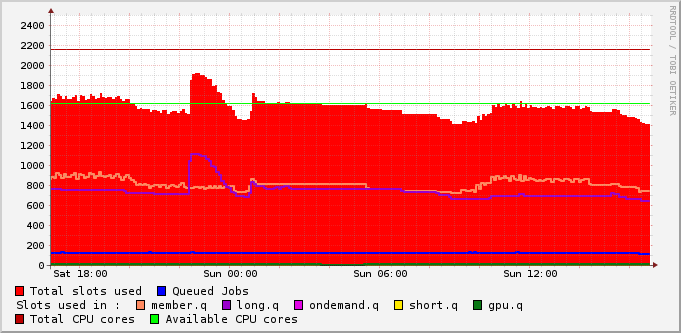 2400
2200
2000
1800
1600
1400
1200
1000
800
600
400
200
0
Sat 18:00 Sun 00:00 Sun 06:00 Sun 12:00
RRDTOOL / TOBI OETIKER
Total slots used Queued Jobs
Slots used in : member.q long.q ondemand.q short.q gpu.q
Total CPU cores Available CPU cores